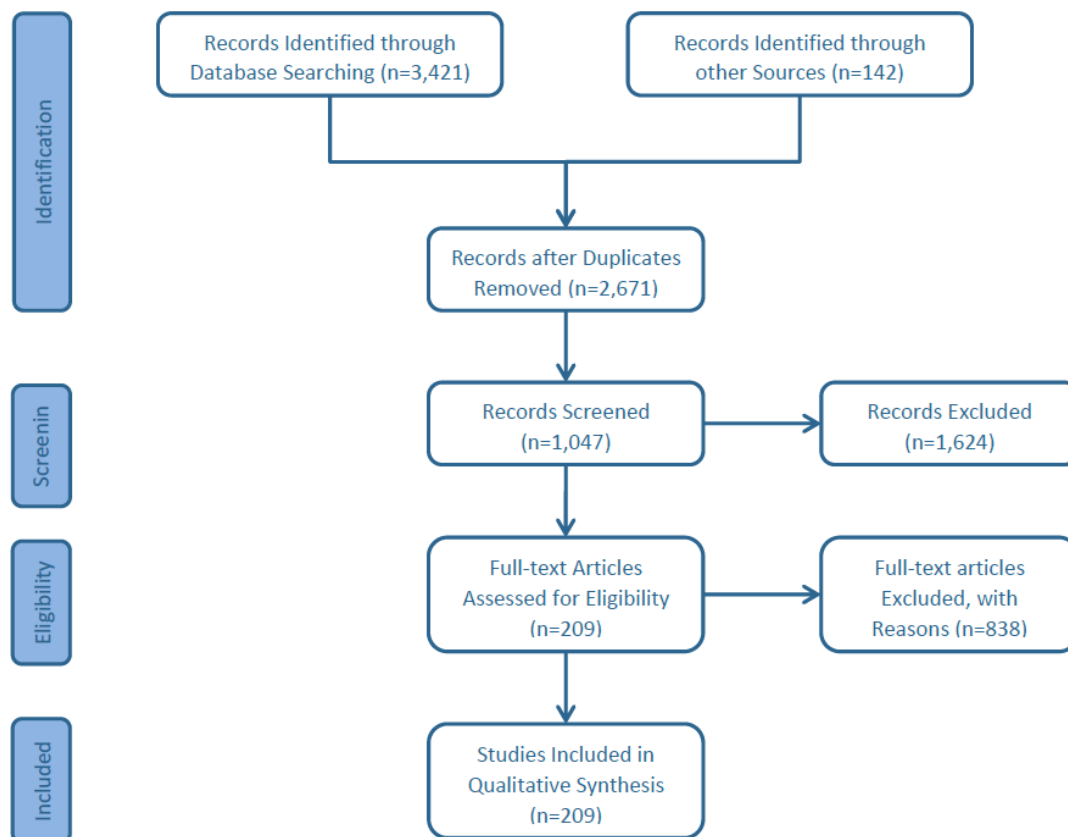 Identification
Records Identified through
Database Searching (n=3,421)
Records Identified through
other Sources (n=142)
Records after Duplicates
Removed (n=2,671)
Screenin
Records Screened
(n=1,047)
Records Excluded
(n=1,624)
Eligibility
Full-text Articles
Assessed for Eligibility
(n=209)
Full-text articles
Excluded, with
Reasons (n=838)
Included
Studies Included in
Qualitative Synthesis
(n=209)